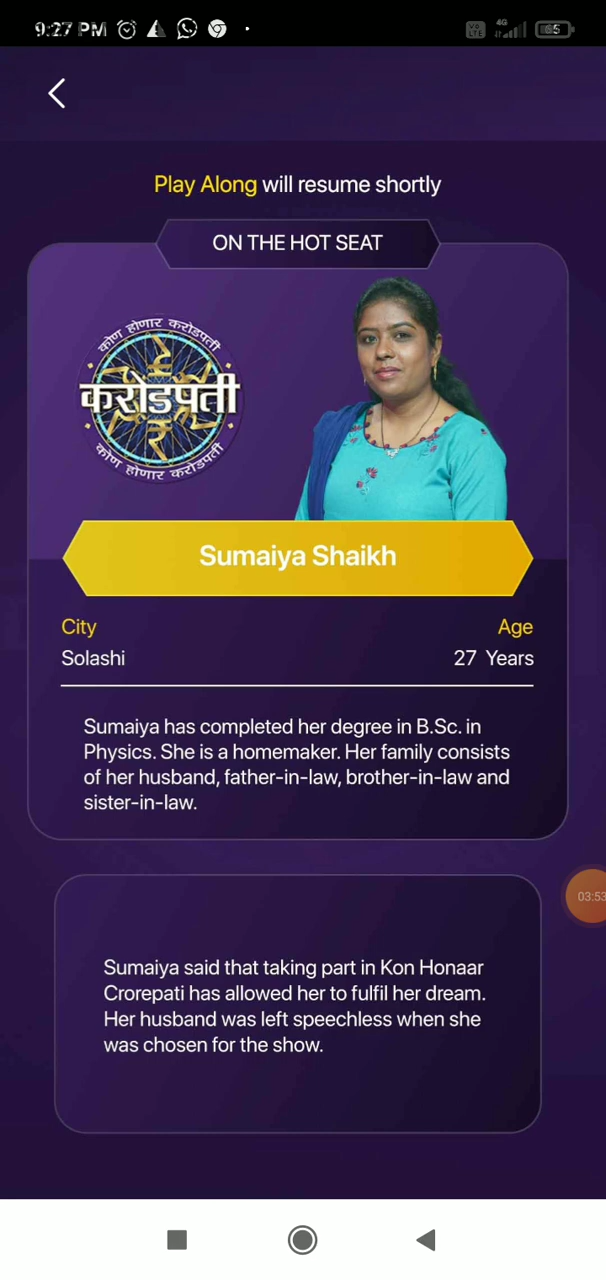 9:27 PM
VO LTE 4G 65
Play Along will resume shortly
ON THE HOT SEAT
कोण होणार करोडपती
करोडपती
कोण होणार करोडपती
Sumaiya Shaikh
City Age
Solashi 27 Years
Sumaiya has completed her degree in B.Sc. in
Physics. She is a homemaker. Her family consists
of her husband, father-in-law, brother-in-law and
sister-in-law.
03:53
Sumaiya said that taking part in Kon Honaar
Crorepati has allowed her to fulfil her dream.
Her husband was left speechless when she
was chosen for the show.